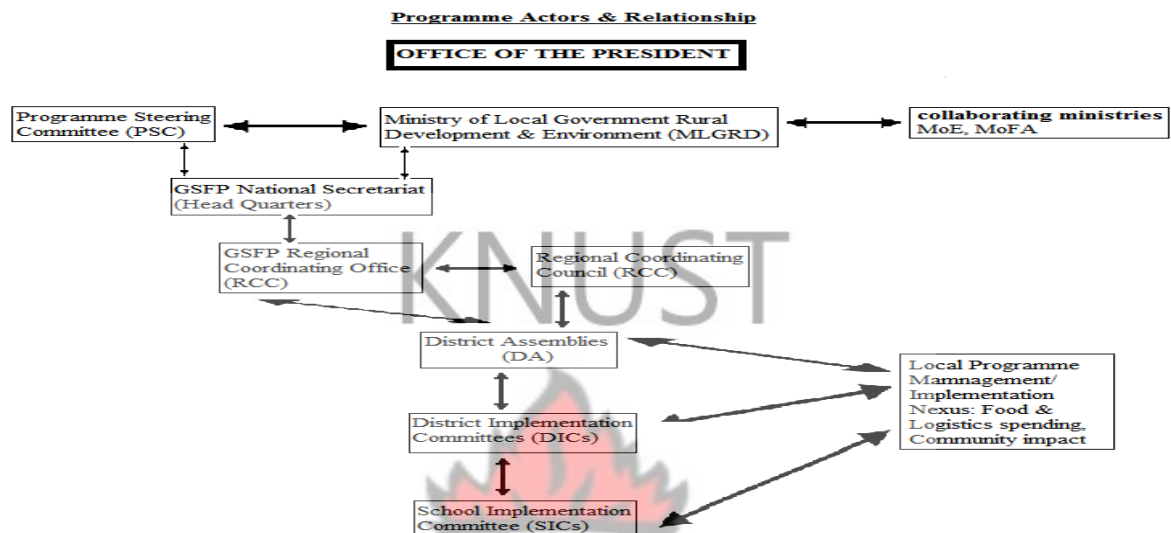 Programme Actors & Relationship
OFFICE OF THE PRESIDENT
Programme Steering
Committee (PSC)
Ministry of Local Government Rural
Development & Environment (MLGRD)
collaborating ministries
MoE, MoFA
GSFP National Secretariat
(Head Quarters)
GSFP Regional
Coordinating Office
(RCC)
Regional Coordinating
Council (RCC)
KNUST
District Assemblies
(DA)
Local Programme
Mamnagement/
Implementation
Nexus: Food &
Logistics spending,
Community impact
District Implementation
Committees (DICs)
School Implementation
Committee (SICs)